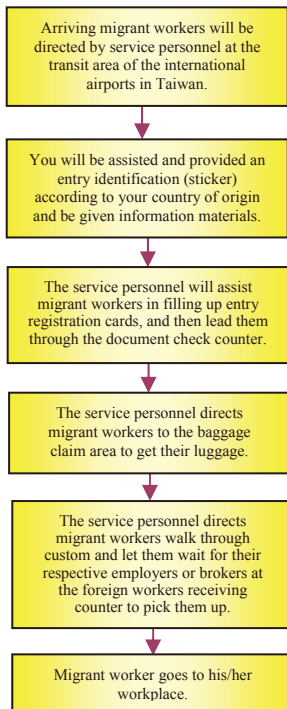 Arriving migrant workers will be
directed by service personnel at the
transit area of the international
airports in Taiwan.
You will be assisted and provided an
entry identification (sticker)
according to your country of origin
and be given information materials.
The service personnel will assist
migrant workers in filling up entry
registration cards, and then lead them
through the document check counter.
The service personnel directs
migrant workers to the baggage
claim area to get their luggage.
The service personnel directs
migrant workers walk through
custom and let them wait for their
respective employers or brokers at
the foreign workers receiving
counter to pick them up.
Migrant worker goes to his/her
workplace.